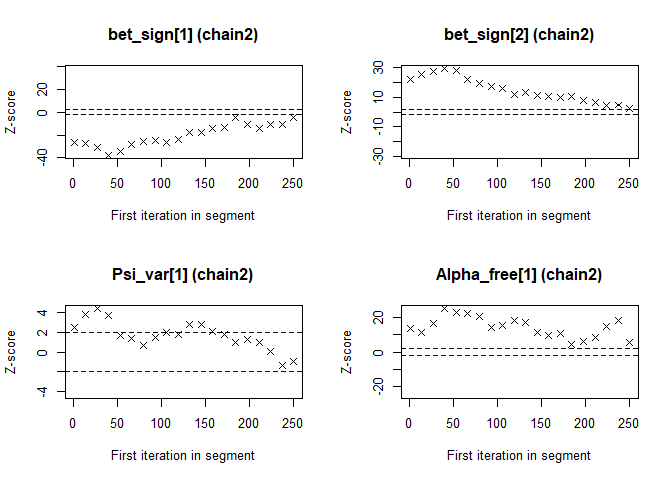 bet_sign[1] (chain2)
Z-score
20
0
-40
0 50 100 150 200 250
First iteration in segment
bet_sign[2] (chain2)
Z-score
30
10
-10
-30
0 50 100 150 200 250
First iteration in segment
Psi_var[1] (chain2)
Z-score
4
2
0
-4
0 50 100 150 200 250
First iteration in segment
Alpha_free[1] (chain2)
Z-score
20
0
-20
0 50 100 150 200 250
First iteration in segment